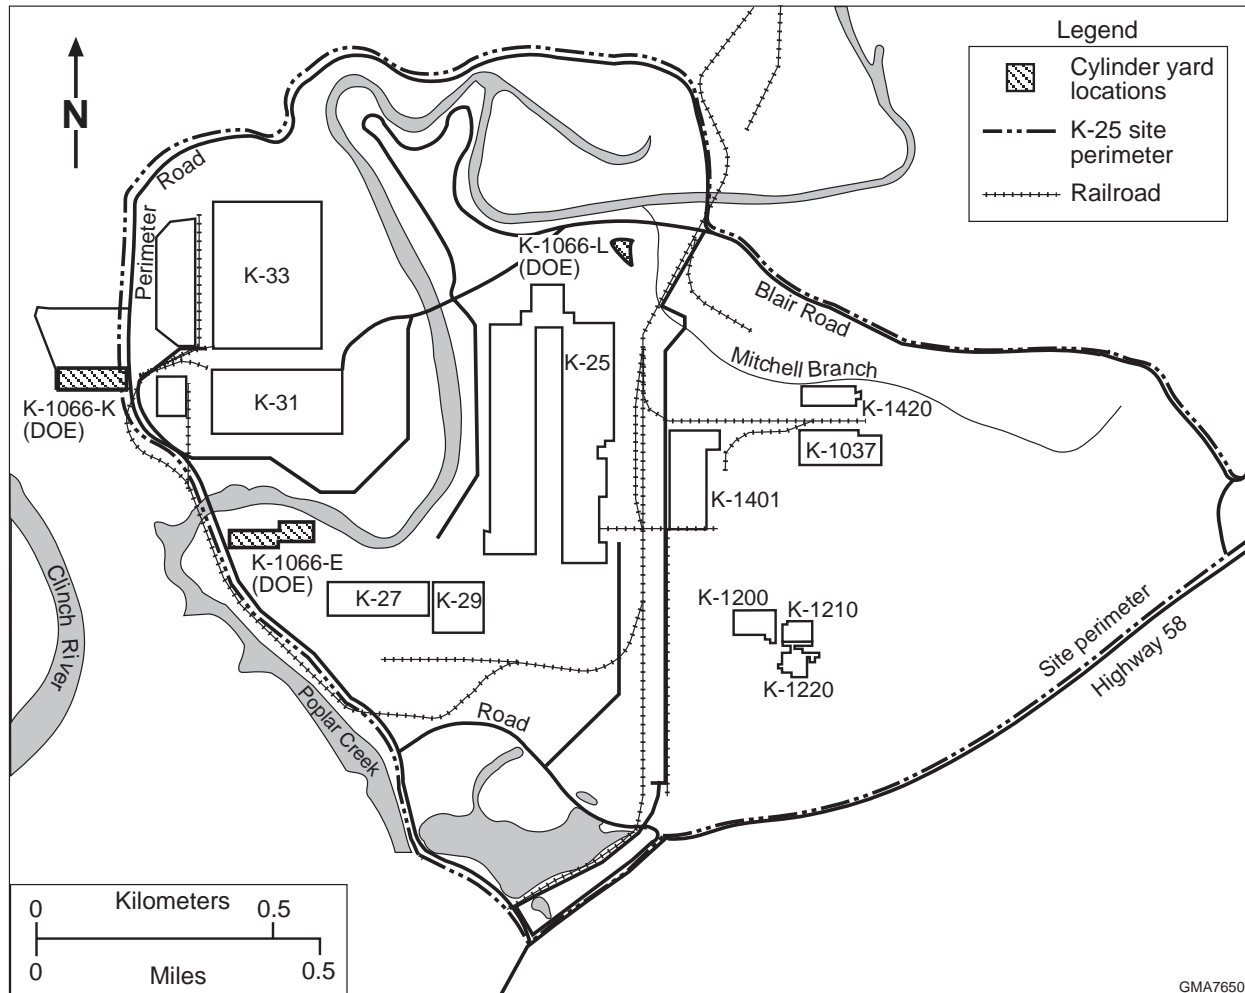 Legend
Cylinder yard
locations
K-25 site
perimeter
Railroad
N
Road
Perimeter
K-33
K-1066-L
(DOE)
Blair Road
K-25
Mitchell Branch
K-31
K-1420
K-1066-K
(DOE)
K-1037
K-1401
K-1066-E
(DOE)
Clinch River
K-27
K-29
K-1200
K-1210
K-1220
Site perimeter
Highway 58
Poplar Creek
Road
Kilometers
0
0.5
0
0.5
Miles
GMA7650